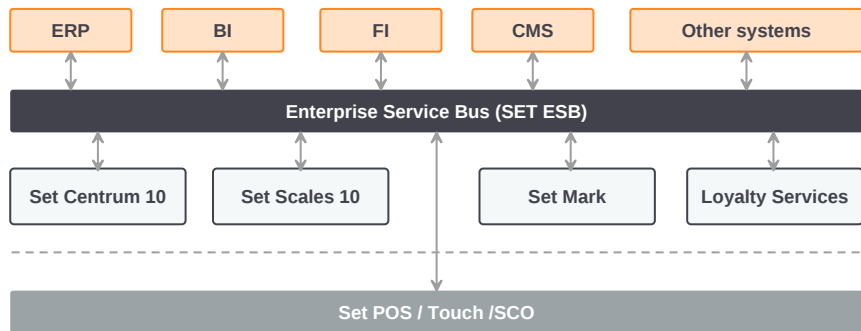 ERP
BI
FI
CMS
Other systems
Enterprise Service Bus (SET ESB)
Set Centrum 10
Set Scales 10
Set Mark
Loyalty Services
Set POS / Touch /SCO